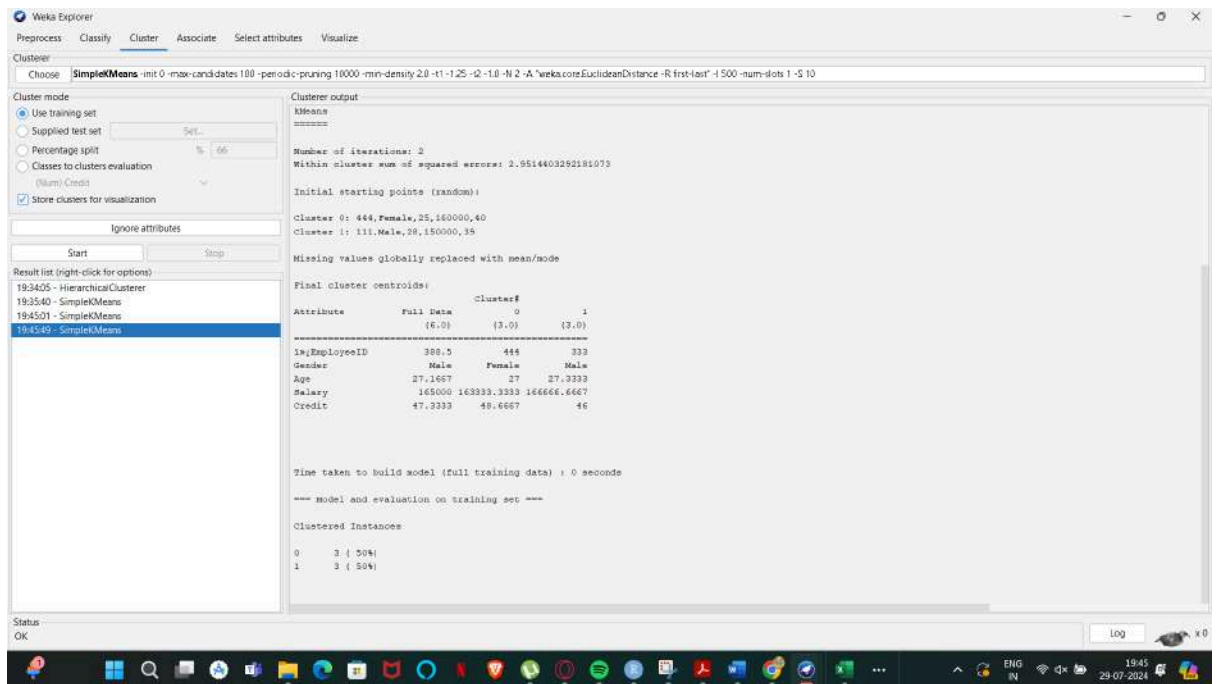 Weka Explorer
Preprocess Classify Cluster Associate Select attributes Visualize
Clusterer
Choose SimpleKMeans -init 0 -max-candidates 100 -periodic-pruning 10000 -min-density 2.0 -t1 -1.25 -t2 -1.0 -N 2 -A "weka.core.EuclideanDistance -R first-last" -I 500 -num-slots 1 -S 10
Cluster mode
Use training set
Supplied test set Set...
Percentage split % 66
Classes to clusters evaluation
(Num) Credit
Store clusters for visualization
Ignore attributes
Start Stop
Result list (right-click for options)
19:34:05 - HierarchicalClusterer
19:35:40 - SimpleKMeans
19:45:01 - SimpleKMeans
19:45:49 - SimpleKMeans
Clusterer output
kMeans
======
Number of iterations: 2
Within cluster sum of squared errors: 2.9514403292181073
Initial starting points (random):
Cluster 0: 444,Female,25,160000,40
Cluster 1: 111,Male,28,150000,39
Missing values globally replaced with mean/mode
Final cluster centroids:
Cluster#
Attribute Full Data 0 1
(6.0) (3.0) (3.0)
EmployeeID 388.5 444 333
Gender Male Female Male
Age 27.1667 27 27.3333
Salary 165000 163333.3333 166666.6667
Credit 47.3333 48.6667 46
Time taken to build model (full training data) : 0 seconds
=== Model and evaluation on training set ===
Clustered Instances
0 3 ( 50%)
1 3 ( 50%)
Status
OK
Log x 0
ENG
IN
19:45
29-07-2024